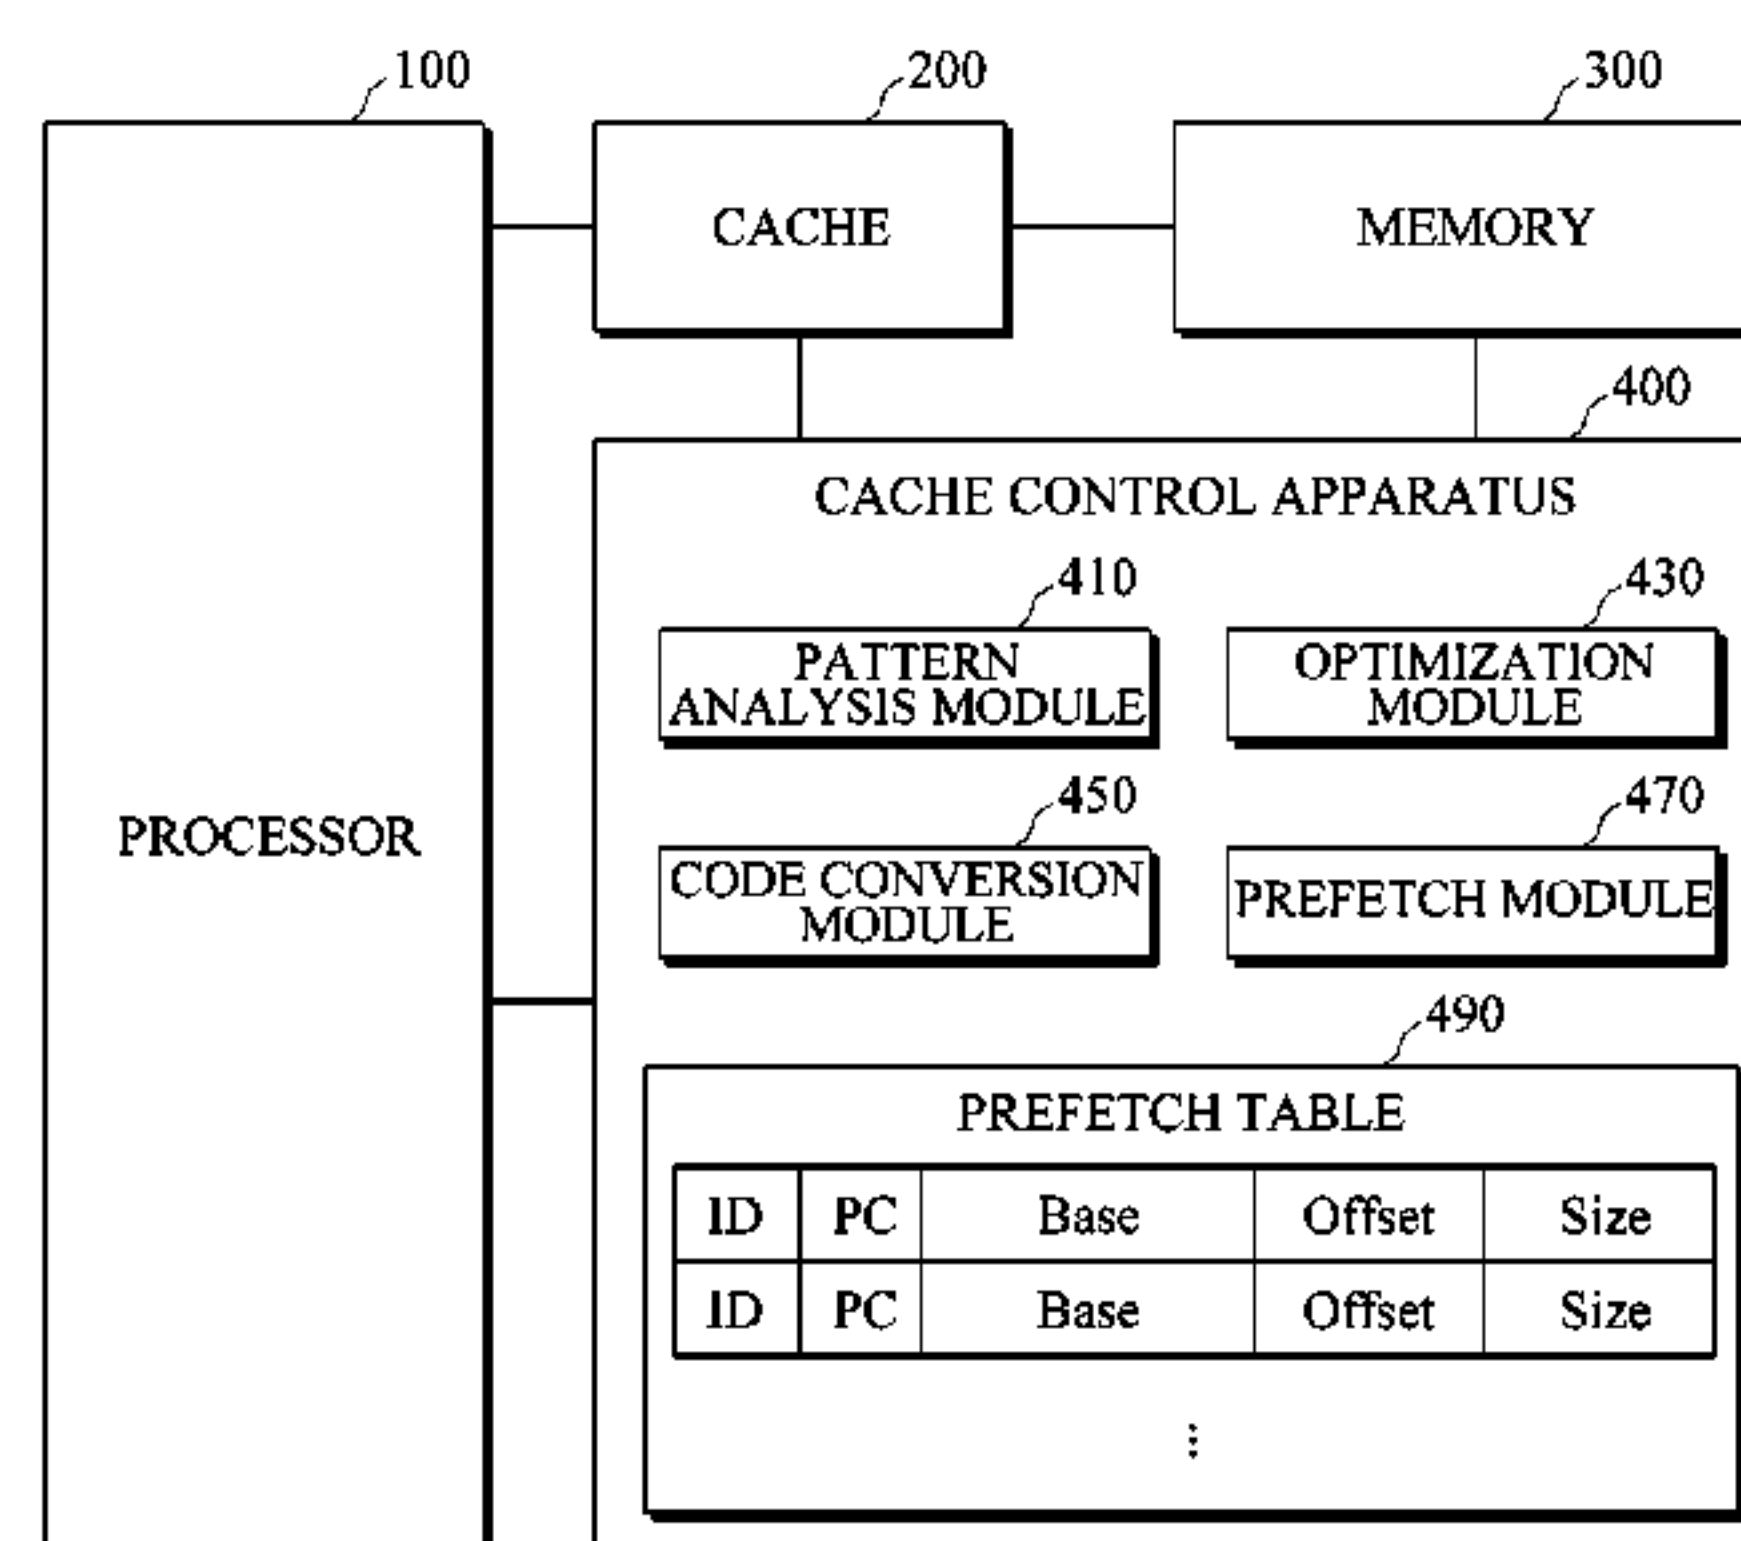 100
200
300
CACHE
MEMORY
400
CACHE CONTROL APPARATUS
410
430
PATTERN
ANALYSIS MODULE
OPTIMIZATION
MODULE
PROCESSOR
450
470
CODE CONVERSION
MODULE
PREFETCH MODULE
490
PREFETCH TABLE
ID PC Base Offset Size
ID PC Base Offset Size
⋮